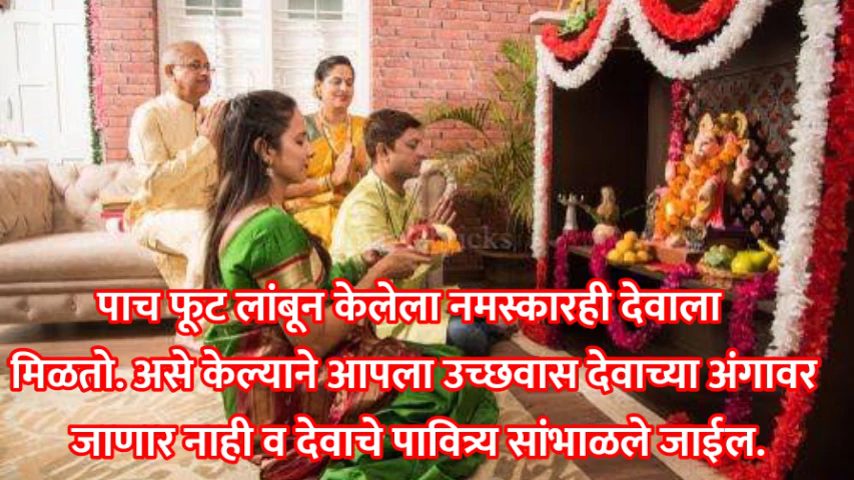 पाच फूट लांबून केलेला नमस्कारही देवाला
मिळतो. असे केल्याने आपला उच्छवास देवाच्या अंगावर
जाणार नाही व देवाचे पावित्र्य सांभाळले जाईल.